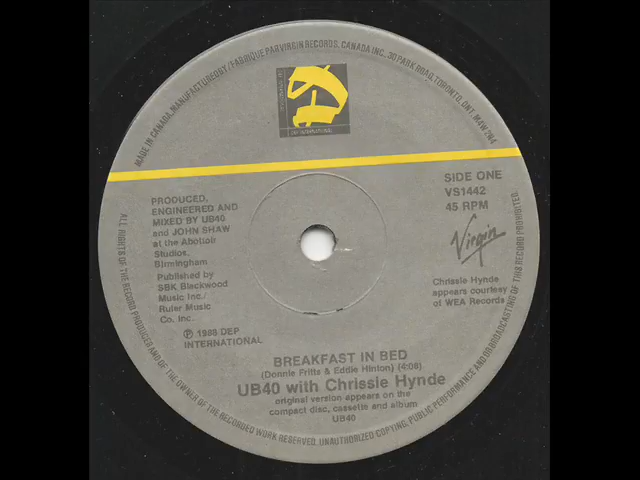 MADE IN CANADA. MANUFACTURED BY / FABRIQUE PAR VIRGIN RECORDS, CANADA INC. 30 PARK ROAD, TORONTO, ONT. M4W 2N4
SIDE ONE
VS1442
45 RPM
PRODUCED,
ENGINEERED AND
MIXED BY UB40
and JOHN SHAW
at the Abottoir
Studios,
Birmingham
Published by
SBK Blackwood
Music Inc./
Ruler Music
Co. Inc.
℗ 1988 DEP
INTERNATIONAL
Virgin
Chrissie Hynde
appears courtesy
of WEA Records
BREAKFAST IN BED
(Donnie Fritts & Eddie Hinton) (4:08)
UB40 with Chrissie Hynde
original version appears on the
compact disc, cassette and album
UB40
ALL RIGHTS OF THE RECORD PRODUCER AND OF THE OWNER OF THE RECORDED WORK RESERVED. UNAUTHORIZED COPYING, PUBLIC PERFORMANCE AND BROADCASTING OF THIS RECORD PROHIBITED.